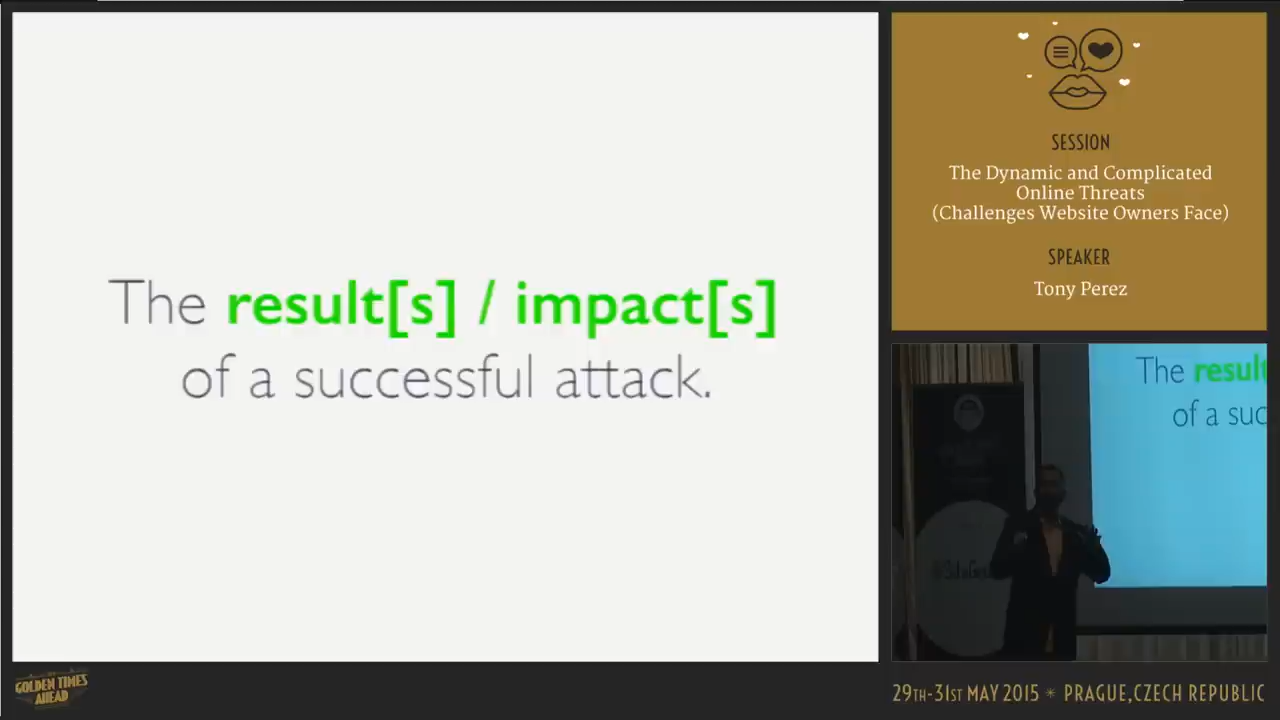 The result[s] / impact[s]
of a successful attack.
SESSION
The Dynamic and Complicated
Online Threats
(Challenges Website Owners Face)
SPEAKER
Tony Perez
The result
of a suc
GOLDEN TIMES
AHEAD
29TH-31ST MAY 2015 * PRAGUE, CZECH REPUBLIC